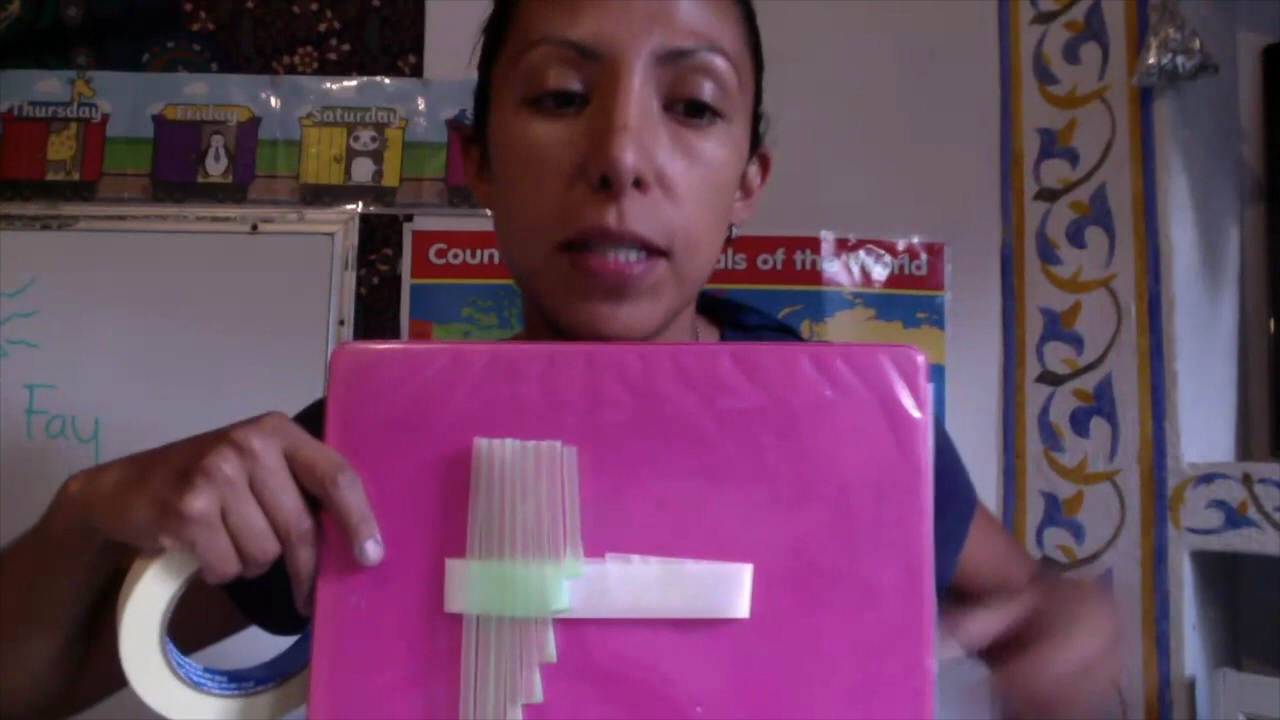 Thursday
Friday
Saturday
Coun
als of the World
Fay